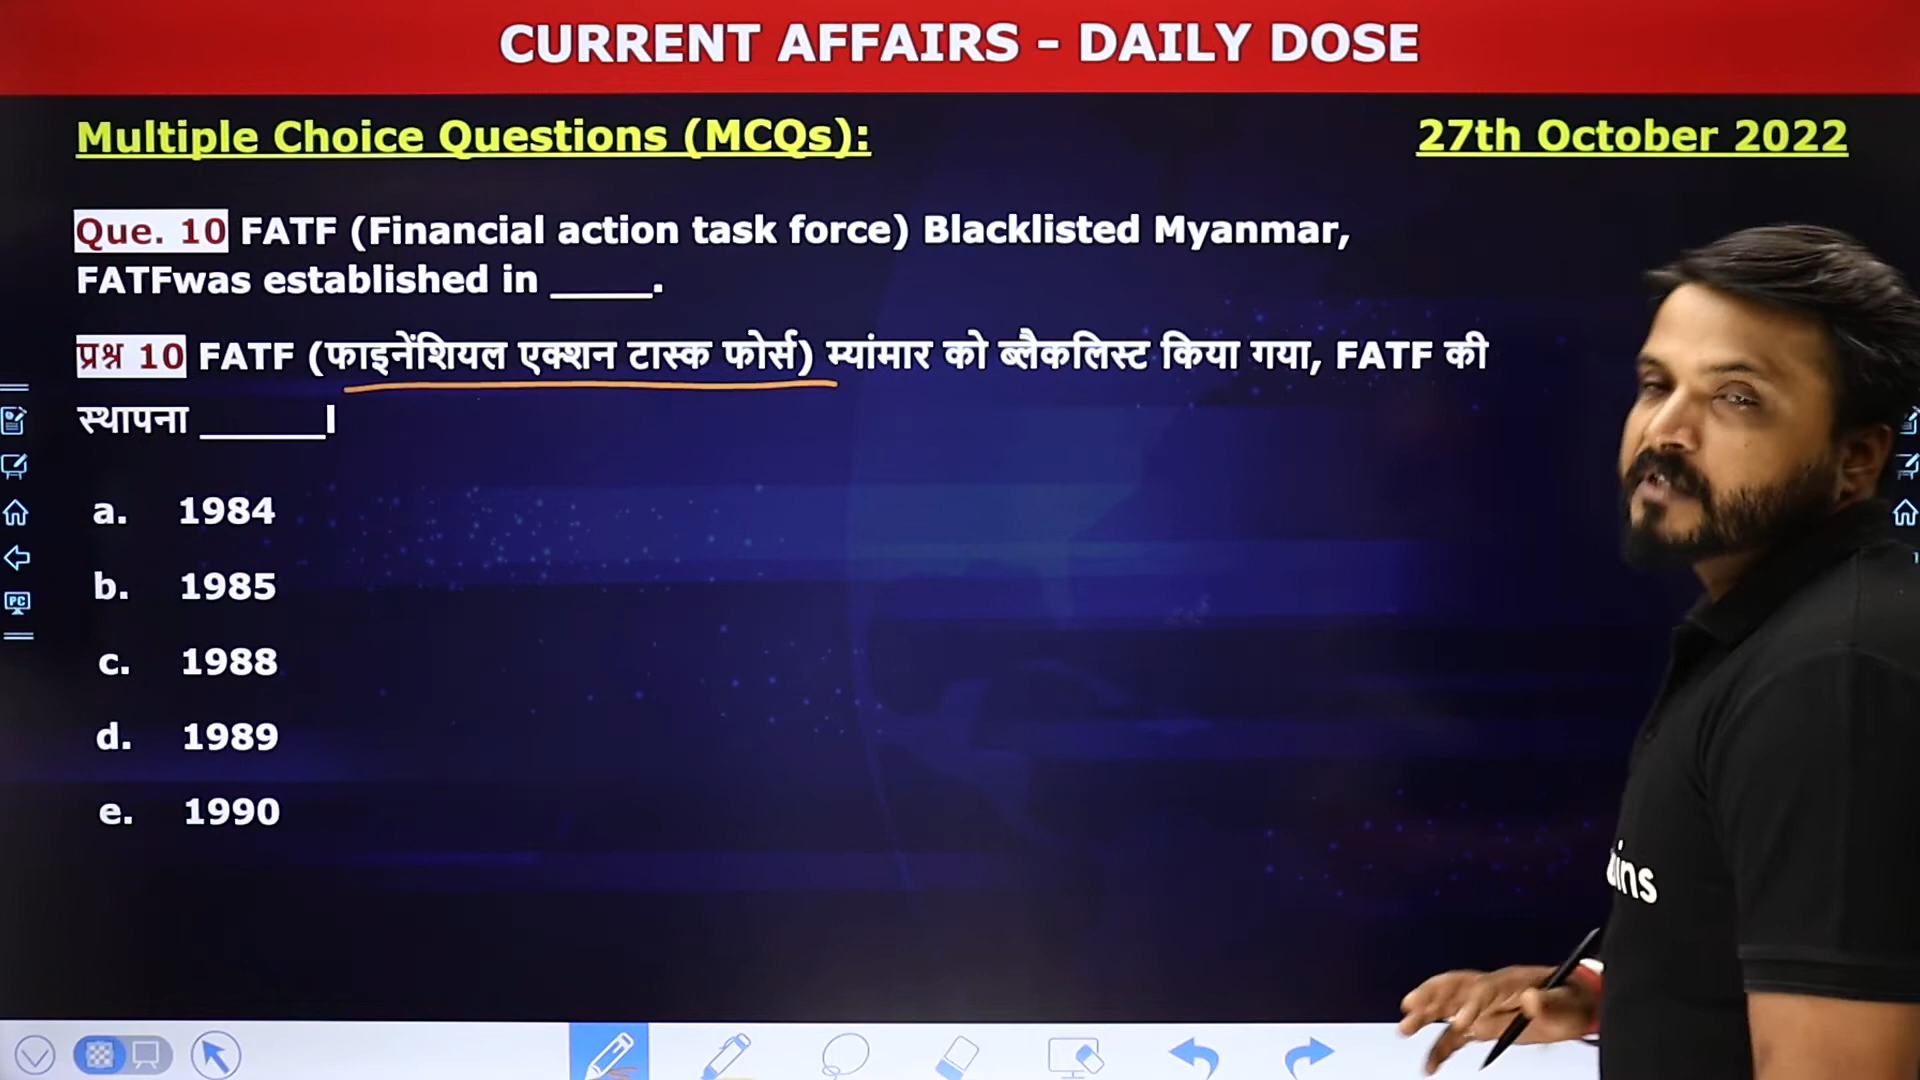 CURRENT AFFAIRS - DAILY DOSE
Multiple Choice Questions (MCQs):
27th October 2022
Que. 10 FATF (Financial action task force) Blacklisted Myanmar,
FATFwas established in _____.
प्रश्न 10 FATF (फाइनेंशियल एक्शन टास्क फोर्स) म्यांमार को ब्लैकलिस्ट किया गया, FATF की
स्थापना ______।
a. 1984
b. 1985
c. 1988
d. 1989
e. 1990
PC